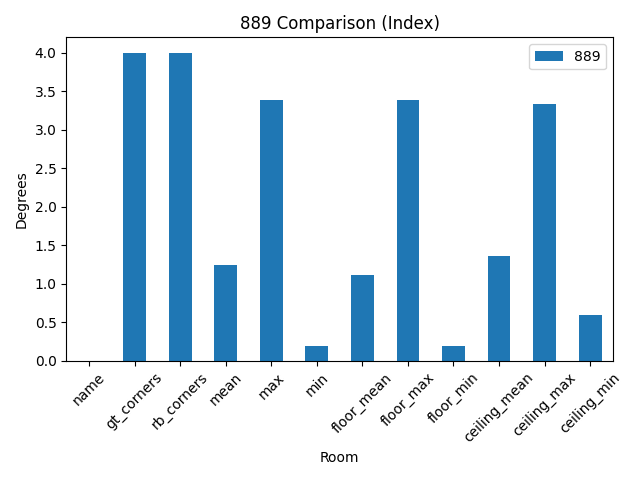 889 Comparison (Index)
889
Degrees
4.0
3.5
3.0
2.5
2.0
1.5
1.0
0.5
0.0
name
gt_corners
rb_corners
mean
max
min
floor_mean
floor_max
floor_min
ceiling_mean
ceiling_max
ceiling_min
Room